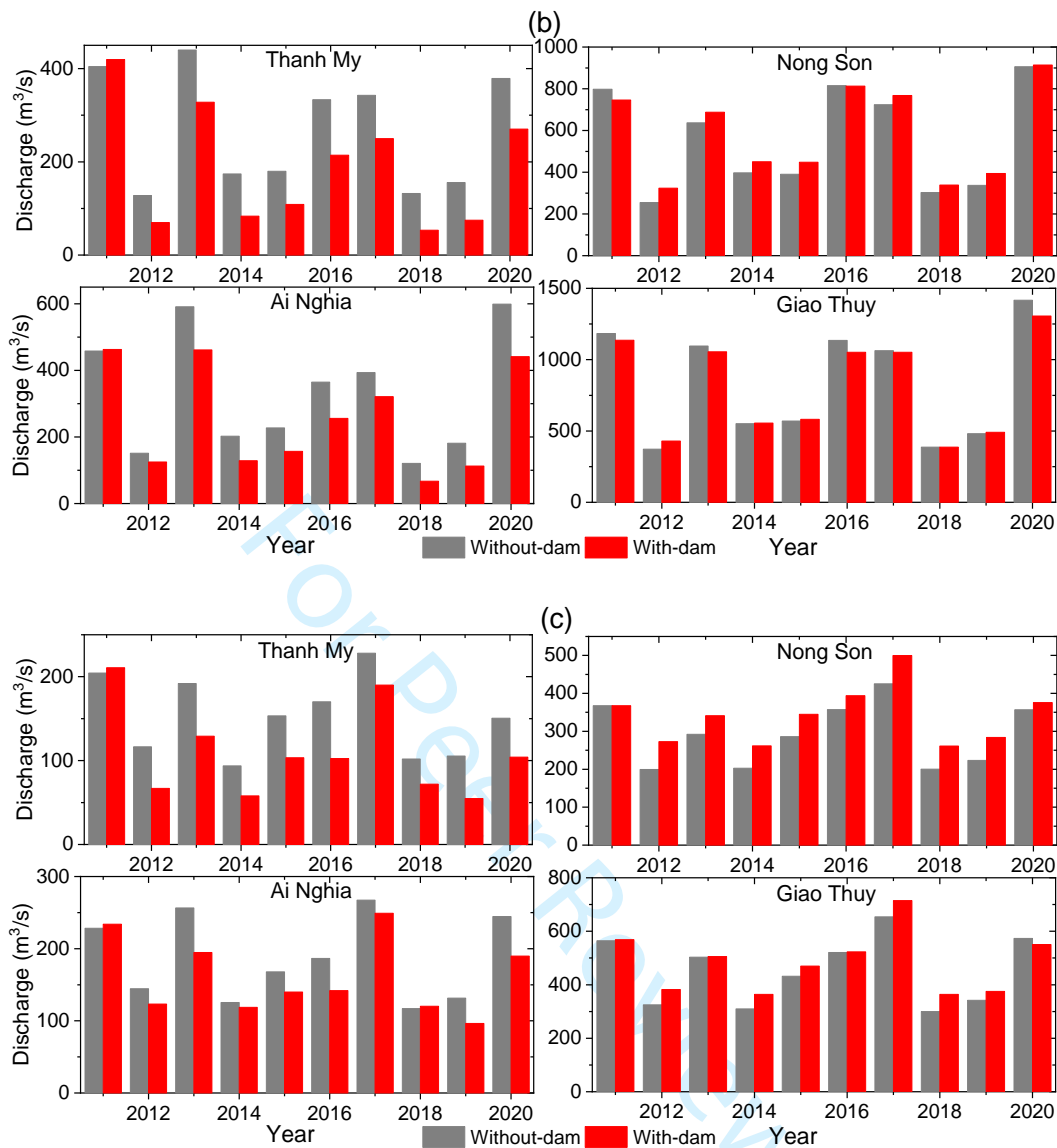 (b)
Thanh My
Nong Son
Discharge (m³/s)
400
200
0
1000
800
600
400
200
0
2012 2014 2016 2018 2020
2012 2014 2016 2018 2020
Ai Nghia
Giao Thuy
Discharge (m³/s)
600
400
200
0
1500
1000
500
0
2012 2014 2016 2018 2020
2012 2014 2016 2018 2020
Year
Year
Without-dam With-dam
(c)
Thanh My
Nong Son
Discharge (m³/s)
200
100
0
500
400
300
200
100
0
2012 2014 2016 2018 2020
2012 2014 2016 2018 2020
Ai Nghia
Giao Thuy
Discharge (m³/s)
300
200
100
0
800
600
400
200
0
2012 2014 2016 2018 2020
2012 2014 2016 2018 2020
Year
Year
Without-dam With-dam
For Peer Review